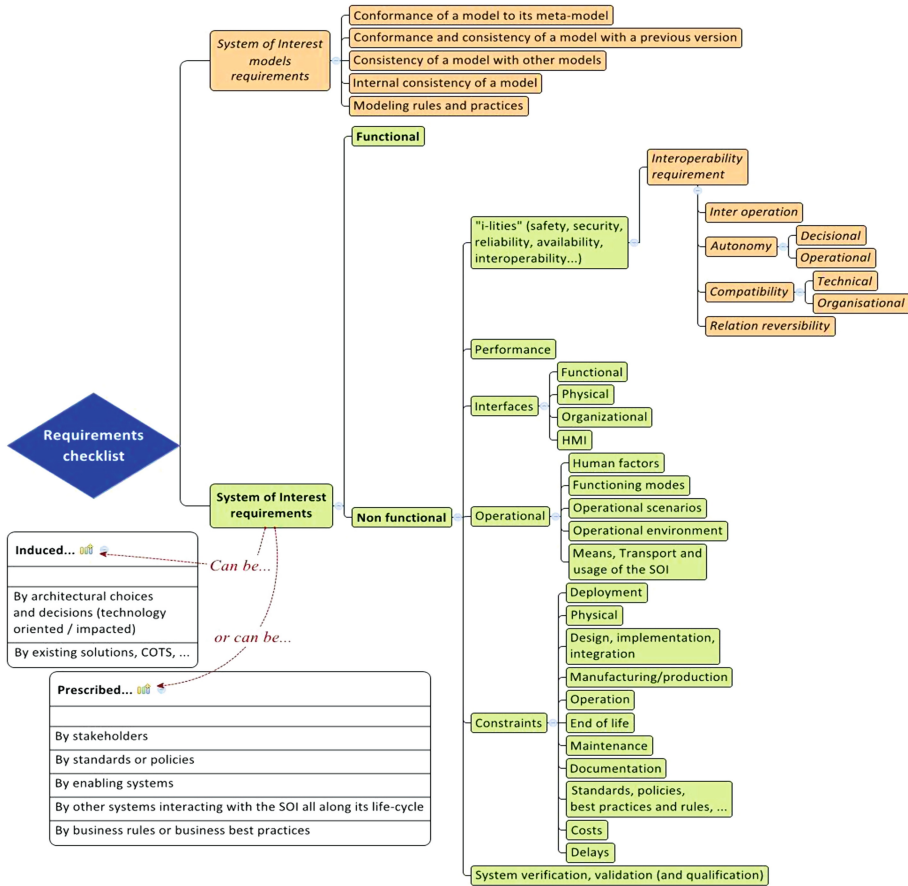 Requirements
checklist
System of Interest
models
requirements
Conformance of a model to its meta-model
Conformance and consistency of a model with a previous version
Consistency of a model with other models
Internal consistency of a model
Modeling rules and practices
System of Interest
requirements
Functional
Non functional
"i-lities" (safety, security,
reliability, availability,
interoperability...)
Interoperability
requirement
Inter operation
Autonomy
Decisional
Operational
Compatibility
Technical
Organisational
Relation reversibility
Performance
Interfaces
Functional
Physical
Organizational
HMI
Operational
Human factors
Functioning modes
Operational scenarios
Operational environment
Means, Transport and
usage of the SOI
Constraints
Deployment
Physical
Design, implementation,
integration
Manufacturing/production
Operation
End of life
Maintenance
Documentation
Standards, policies,
best practices and rules, ...
Costs
Delays
System verification, validation (and qualification)
Can be...
Induced...
By architectural choices
and decisions (technology
oriented / impacted)
By existing solutions, COTS, ...
or can be...
Prescribed...
By stakeholders
By standards or policies
By enabling systems
By other systems interacting with the SOI all along its life-cycle
By business rules or business best practices